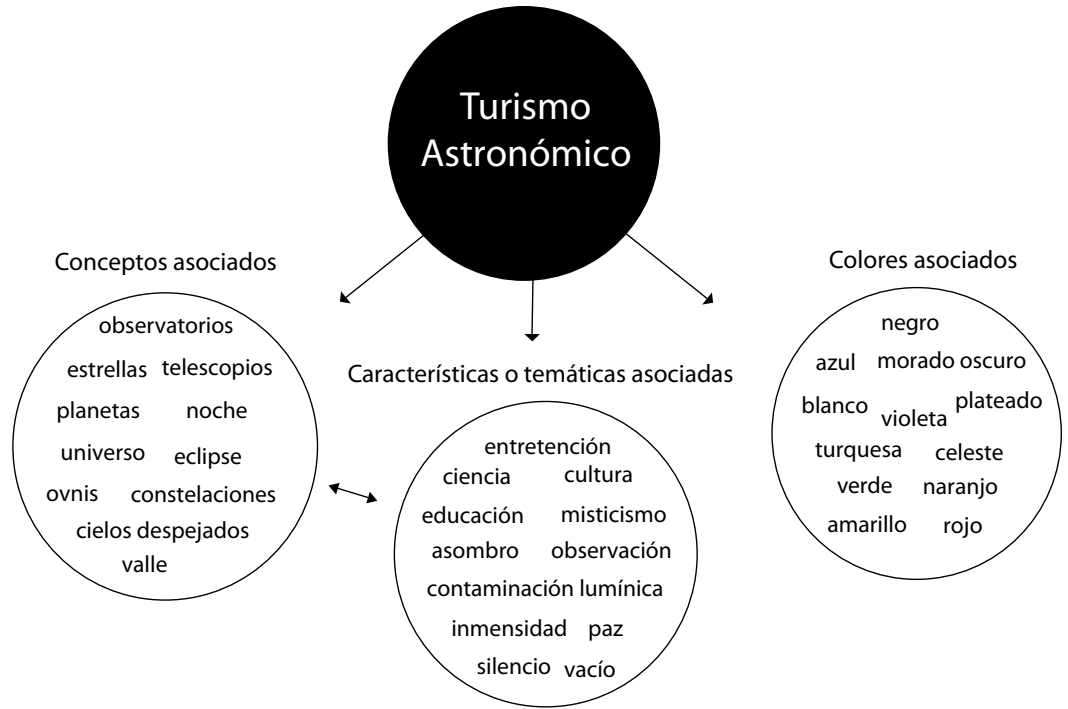 Turismo
Astronómico
Conceptos asociados
observatorios
estrellas telescopios
planetas noche
universo eclipse
ovnis constelaciones
cielos despejados
valle
Características o temáticas asociadas
entretención
ciencia cultura
educación misticismo
asombro observación
contaminación lumínica
inmensidad paz
silencio vacío
Colores asociados
negro
azul morado oscuro
blanco violeta plateado
turquesa celeste
verde naranjo
amarillo rojo